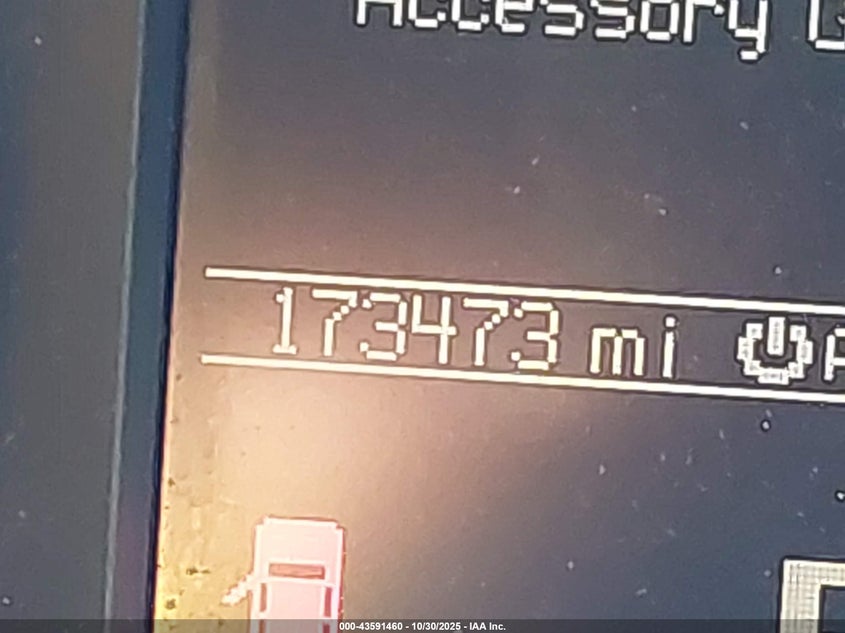 Accessory
173473 mi
000-43591460 - 10/30/2025 - IAA Inc.